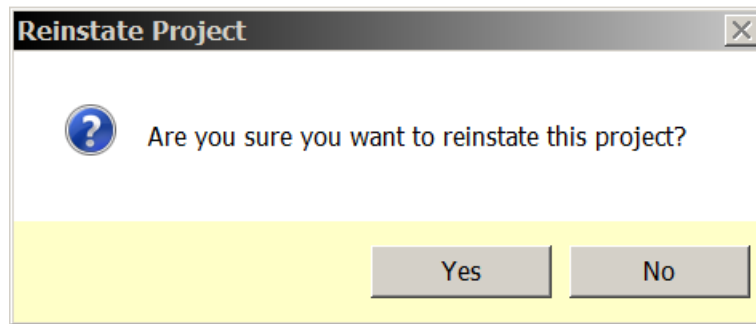 Reinstate Project
Are you sure you want to reinstate this project?
Yes
No